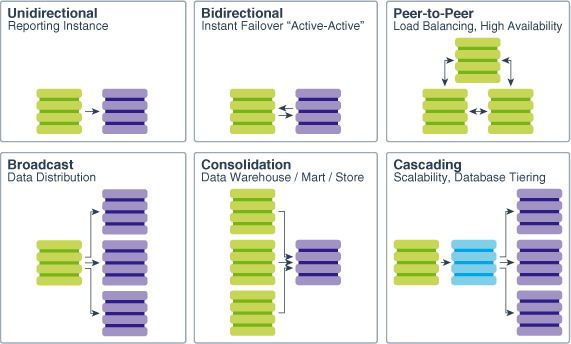 Unidirectional
Reporting Instance
Bidirectional
Instant Failover “Active-Active”
Peer-to-Peer
Load Balancing, High Availability
Broadcast
Data Distribution
Consolidation
Data Warehouse / Mart / Store
Cascading
Scalability, Database Tiering